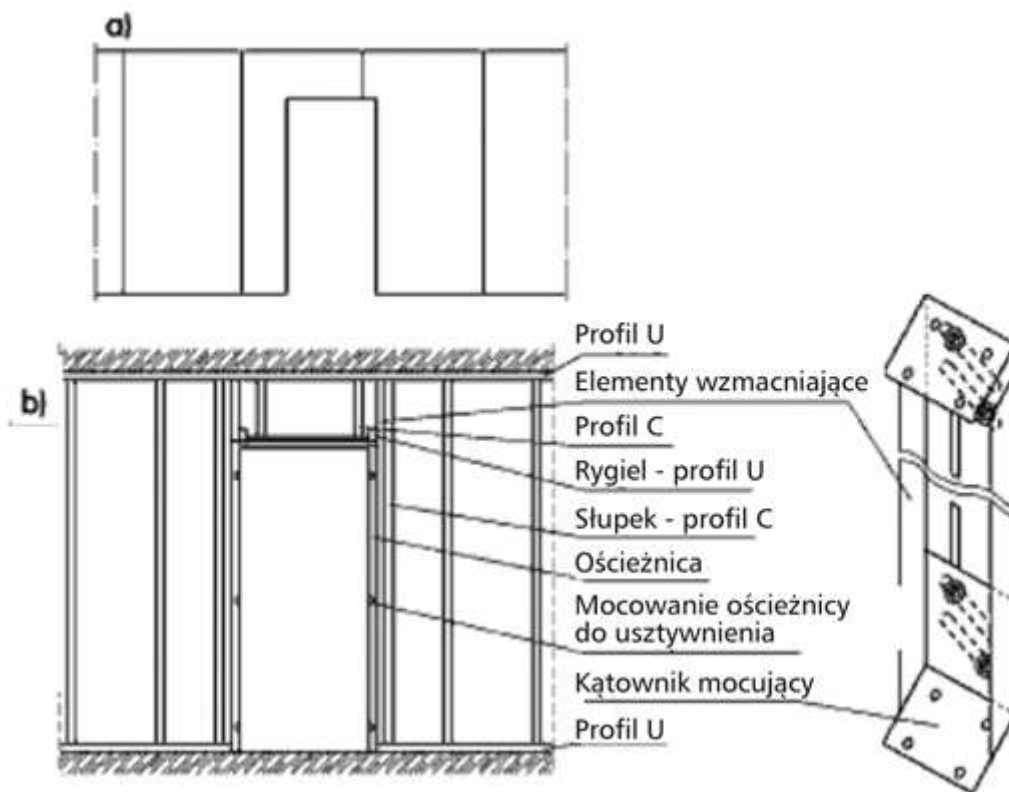 a)
b)
Profil U
Elementy wzmacniające
Profil C
Rygiel - profil U
Słupek - profil C
Ościeżnica
Mocowanie ościeżnicy
do usztywnienia
Kątownik mocujący
Profil U